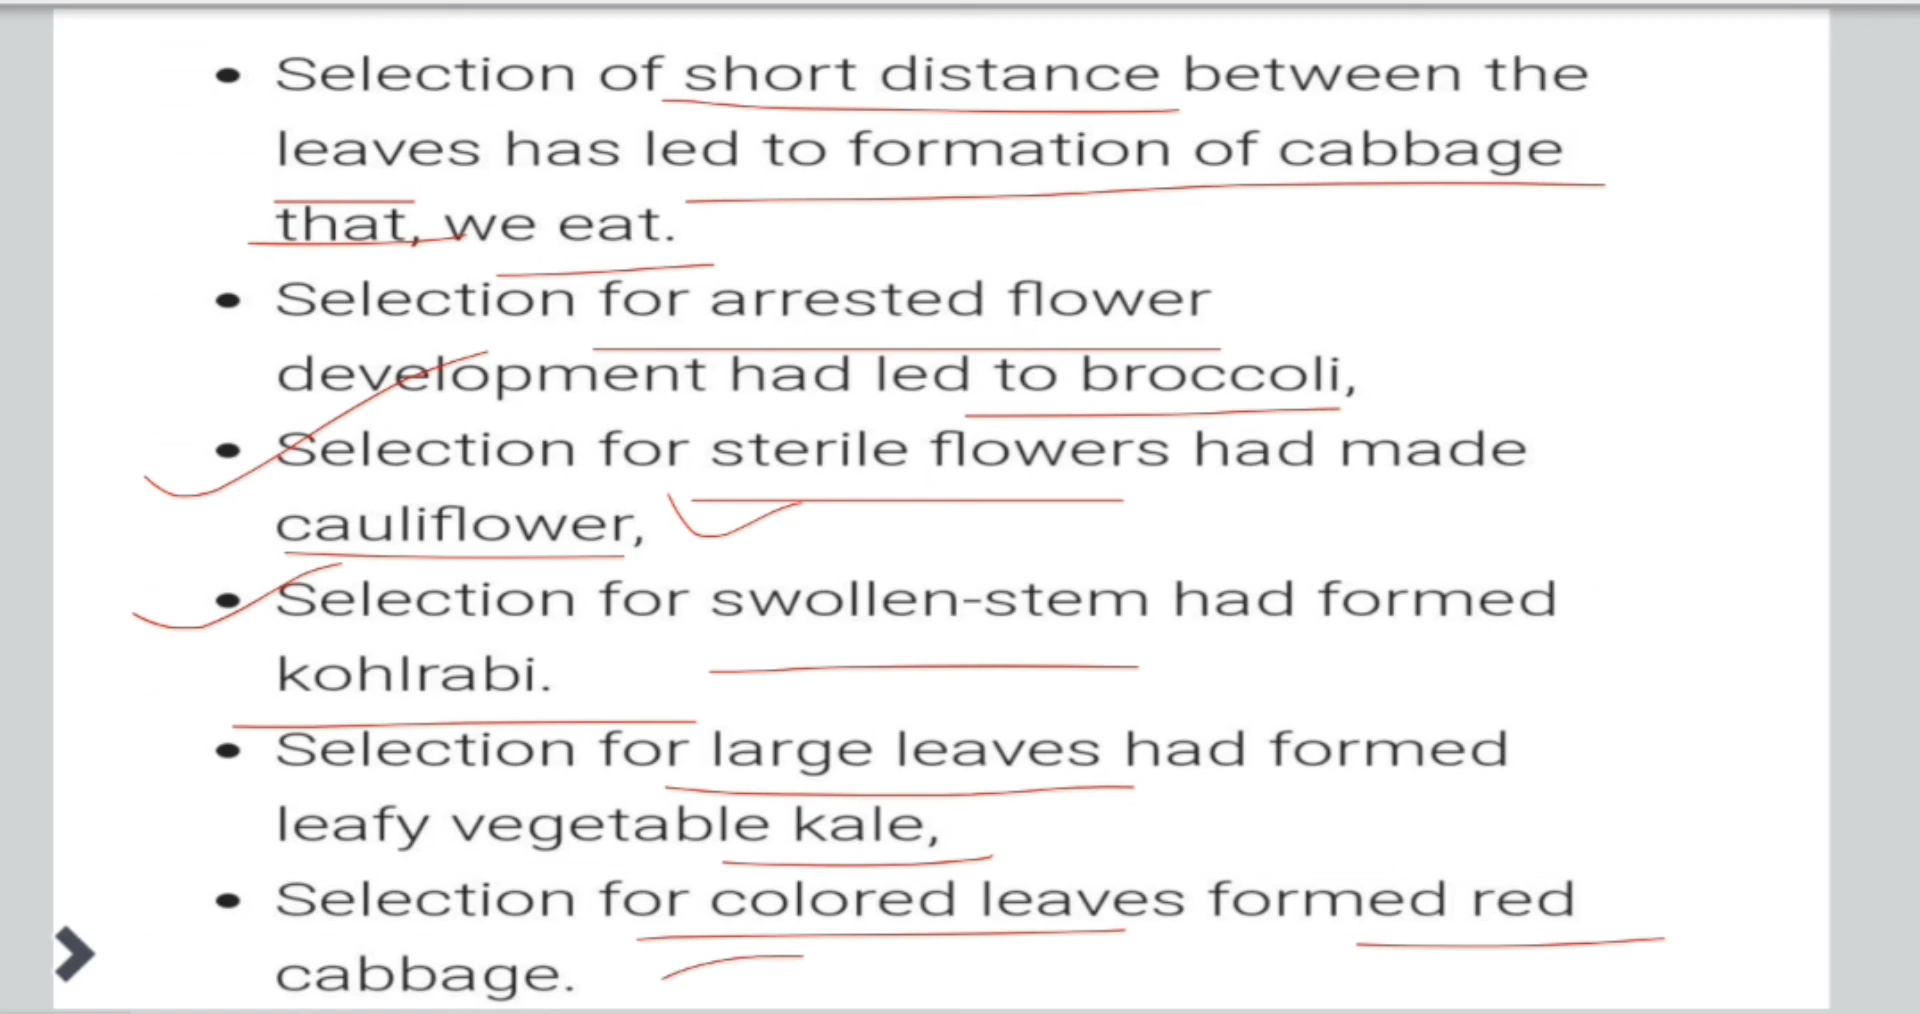 • Selection of short distance between the
leaves has led to formation of cabbage
that, we eat.
• Selection for arrested flower
development had led to broccoli,
• Selection for sterile flowers had made
cauliflower,
• Selection for swollen-stem had formed
kohlrabi.
• Selection for large leaves had formed
leafy vegetable kale,
• Selection for colored leaves formed red
cabbage.